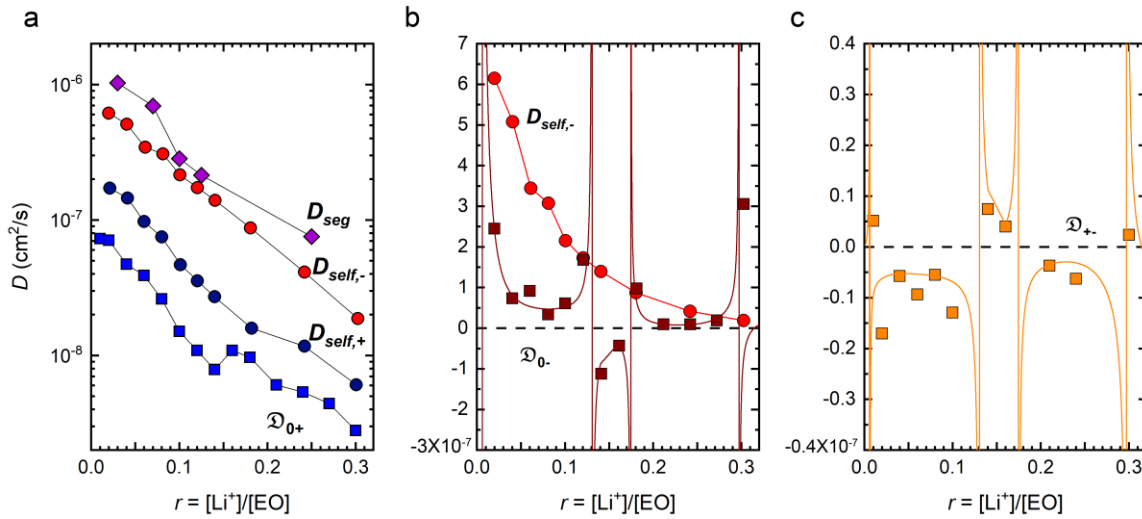 a
10⁻⁶
10⁻⁷
10⁻⁸
D (cm²/s)
D_seg
D_self,-
D_self,+
𝔇₀₊
0.0 0.1 0.2 0.3
r = [Li⁺]/[EO]
b
7
6
5
4
3
2
1
0
-1
-2
-3X10⁻⁷
D_self,-
𝔇₀₋
0.0 0.1 0.2 0.3
r = [Li⁺]/[EO]
c
0.4
0.3
0.2
0.1
0.0
-0.1
-0.2
-0.3
-0.4X10⁻⁷
𝔇₊₋
0.0 0.1 0.2 0.3
r = [Li⁺]/[EO]